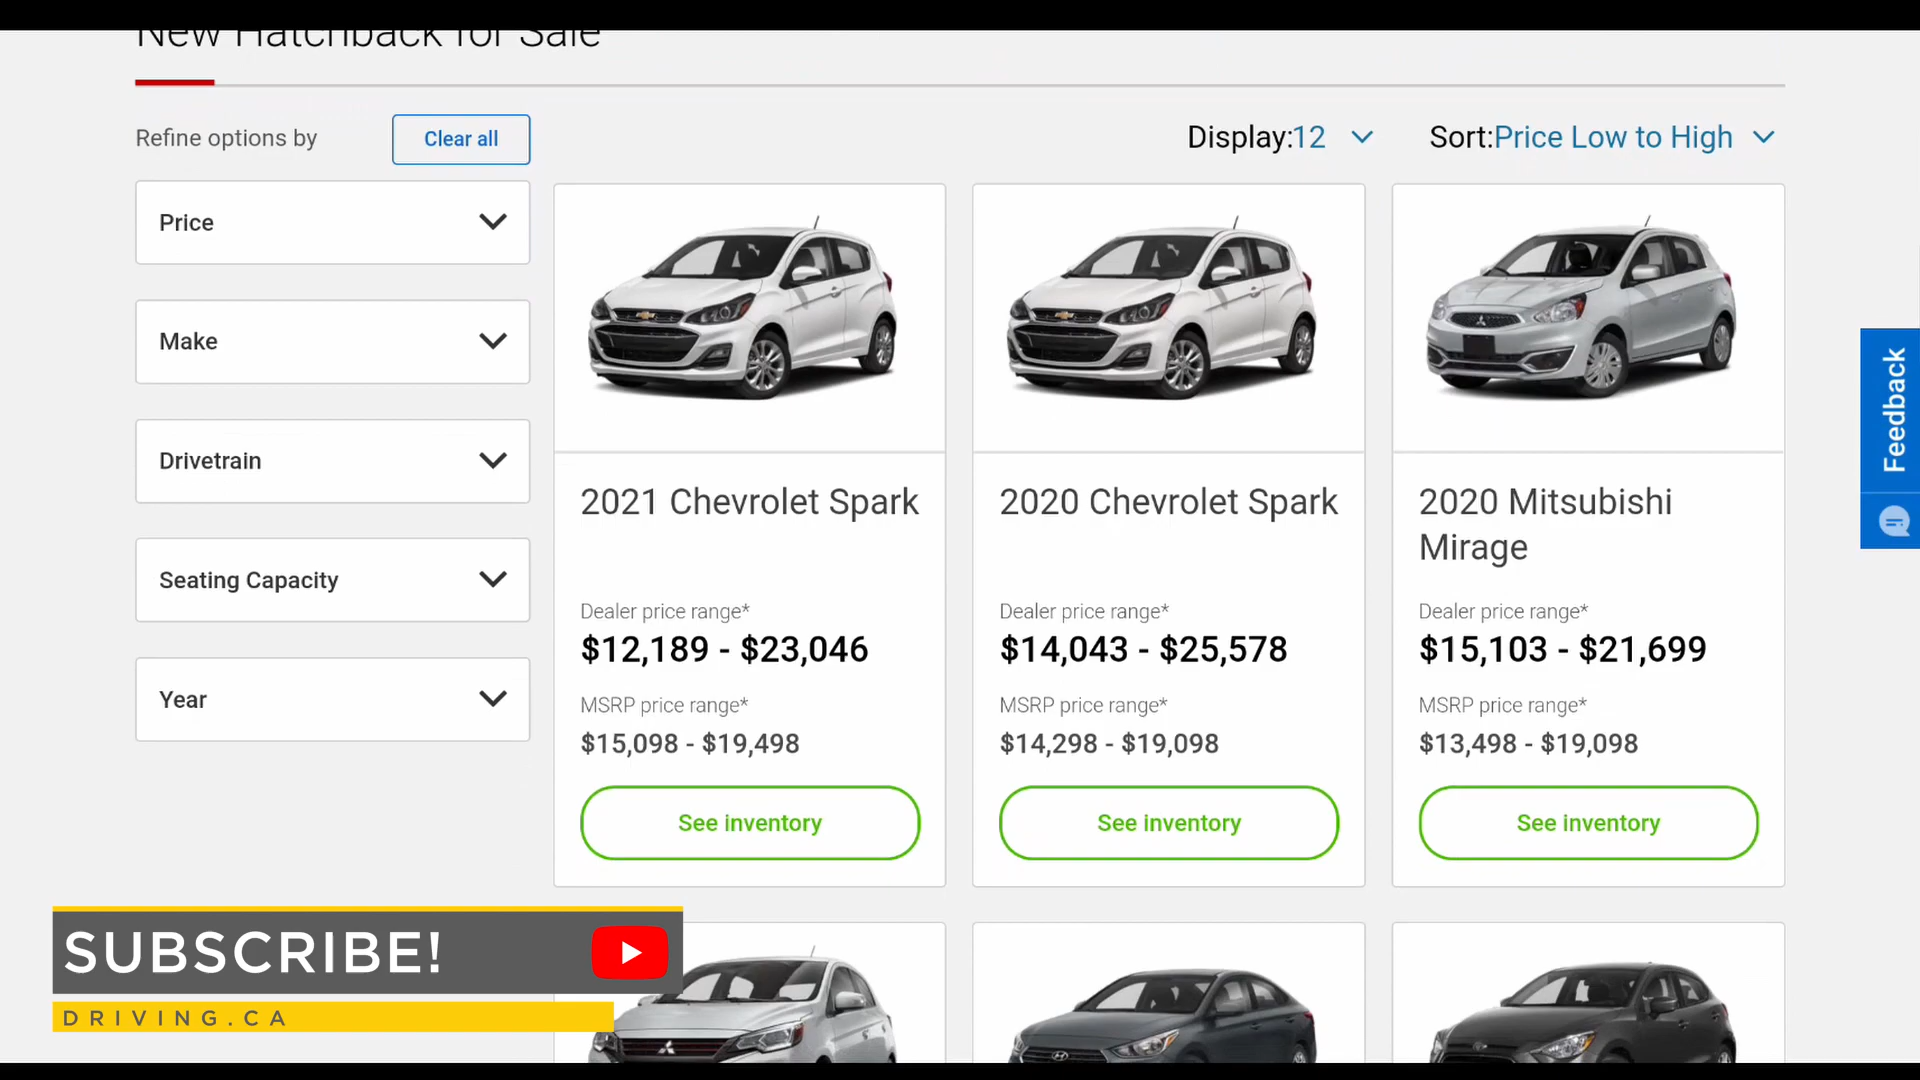 New Hatchback for Sale
Refine options by
Clear all
Display:12
Sort:Price Low to High
Price
Make
Drivetrain
Seating Capacity
Year
2021 Chevrolet Spark
Dealer price range*
$12,189 - $23,046
MSRP price range*
$15,098 - $19,498
See inventory
2020 Chevrolet Spark
Dealer price range*
$14,043 - $25,578
MSRP price range*
$14,298 - $19,098
See inventory
2020 Mitsubishi
Mirage
Dealer price range*
$15,103 - $21,699
MSRP price range*
$13,498 - $19,098
See inventory
Feedback
SUBSCRIBE!
DRIVING.CA